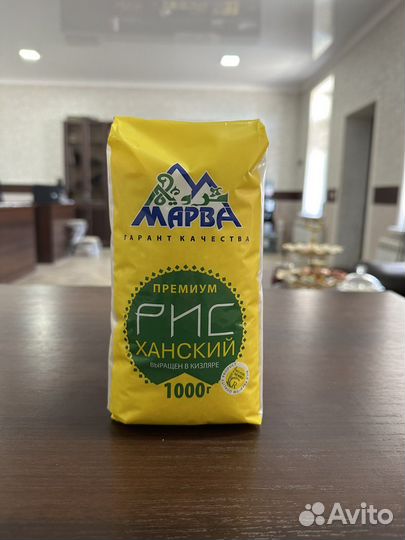 МАРВА
ГАРАНТ КАЧЕСТВА
ПРЕМИУМ
РИС
ХАНСКИЙ
ВЫРАЩЕН В КИЗЛЯРЕ
1000г
Avito